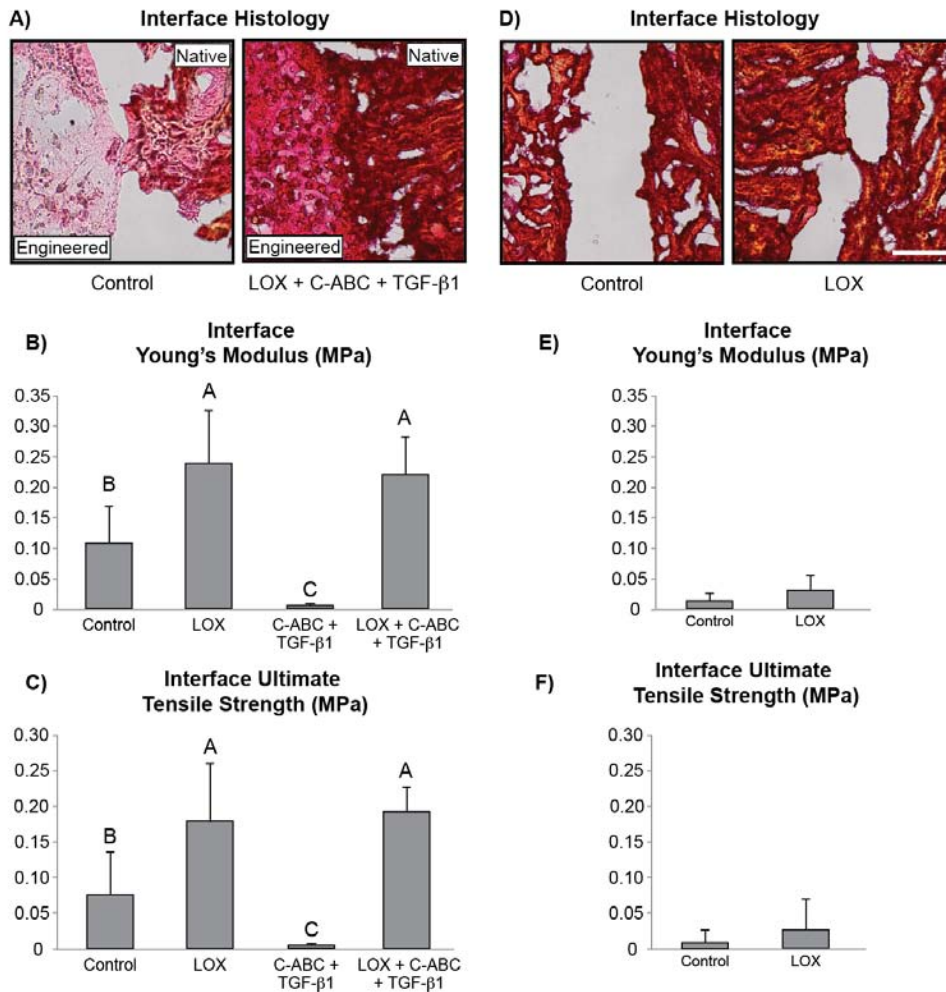 A)
Interface Histology
Native
Native
Engineered
Engineered
Control
LOX + C-ABC + TGF-β1
B)
Interface
Young's Modulus (MPa)
0.35
0.30
0.25
0.20
0.10
0.05
0
B
A
C
A
Control
LOX
C-ABC +
TGF-β1
LOX + C-ABC
+ TGF-β1
C)
Interface Ultimate
Tensile Strength (MPa)
0.30
0.25
0.20
0.15
0.10
0.05
0
B
A
C
A
Control
LOX
C-ABC +
TGF-β1
LOX + C-ABC
+ TGF-β1
D)
Interface Histology
Control
LOX
E)
Interface
Young's Modulus (MPa)
0.35
0.30
0.25
0.20
0.10
0.05
0
Control
LOX
F)
Interface Ultimate
Tensile Strength (MPa)
0.30
0.25
0.20
0.15
0.10
0.05
0
Control
LOX